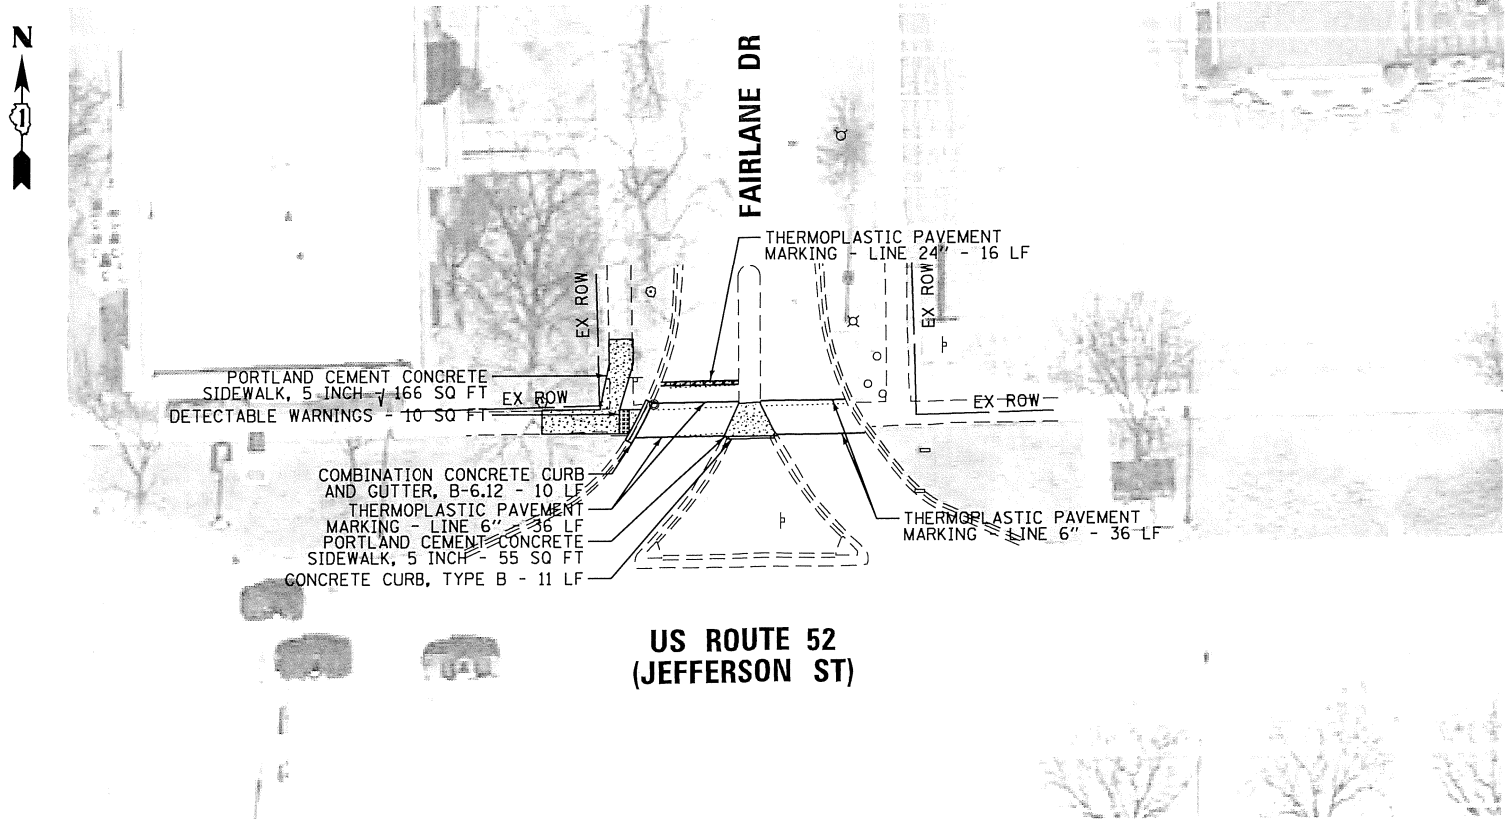 N
1
FAIRLANE DR
THERMOPLASTIC PAVEMENT
MARKING - LINE 24" - 16 LF
EX ROW
EX ROW
PORTLAND CEMENT CONCRETE
SIDEWALK, 5 INCH - 166 SQ FT
EX ROW
EX ROW
DETECTABLE WARNINGS - 10 SQ FT
COMBINATION CONCRETE CURB
AND GUTTER, B-6.12 - 10 LF
THERMOPLASTIC PAVEMENT
MARKING - LINE 6" - 36 LF
PORTLAND CEMENT CONCRETE
SIDEWALK, 5 INCH - 55 SQ FT
CONCRETE CURB, TYPE B - 11 LF
THERMOPLASTIC PAVEMENT
MARKING - LINE 6" - 36 LF
US ROUTE 52
(JEFFERSON ST)